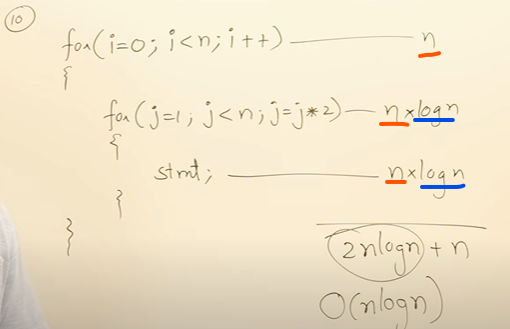 10
for(i=0; i<n; i++) n
{
for(j=1; j<n; j=j*2) n×logn
{
stmt; n×logn
}
}
2nlogn + n
O(nlogn)